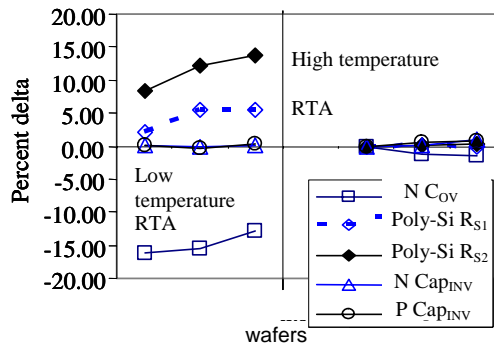 20.00
15.00
10.00
5.00
0.00
-5.00
-10.00
-15.00
-20.00
Percent delta
High temperature
RTA
Low
temperature
RTA
N C_OV
Poly-Si R_S1
Poly-Si R_S2
N Cap_INV
P Cap_INV
wafers